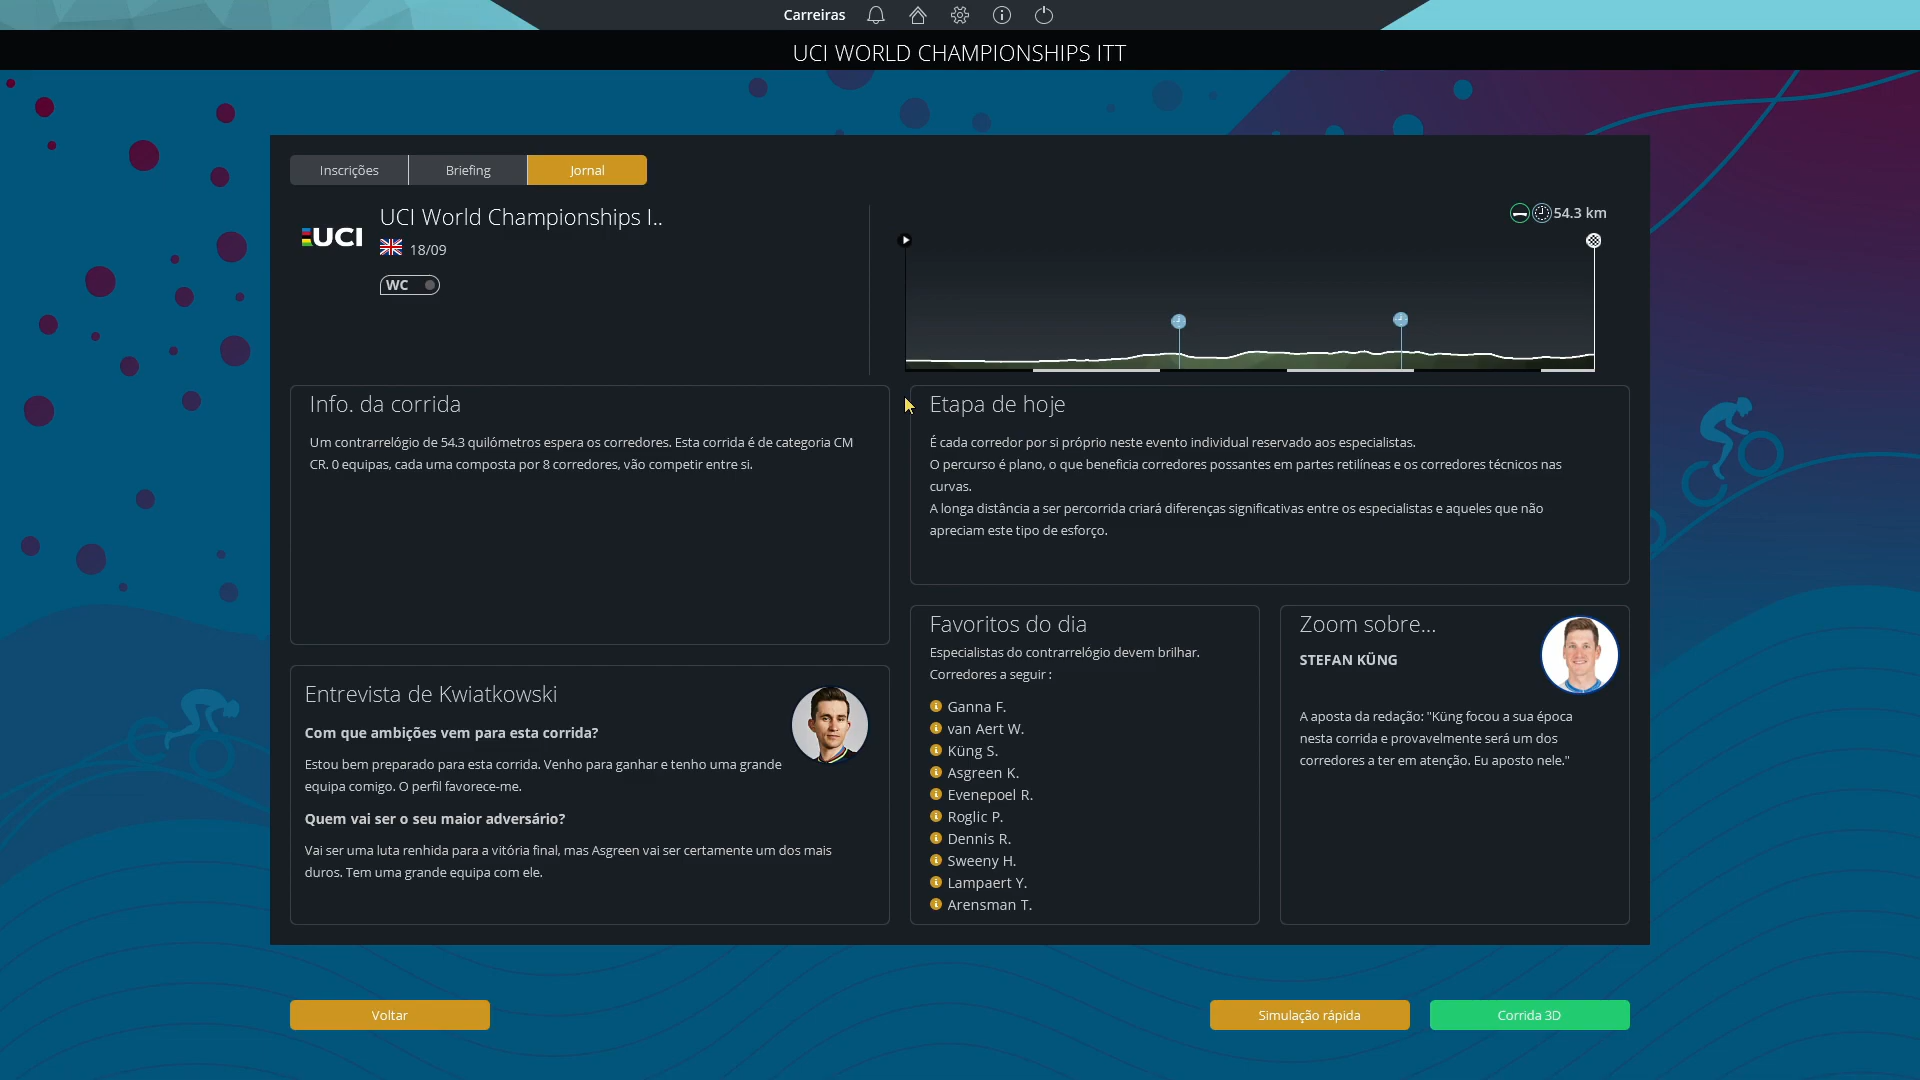 Carreiras
UCI WORLD CHAMPIONSHIPS ITT
Inscrições
Briefing
Jornal
UCI
UCI World Championships I..
18/09
WC
54.3 km
Info. da corrida
Um contrarrelógio de 54.3 quilómetros espera os corredores. Esta corrida é de categoria CM
CR. 0 equipas, cada uma composta por 8 corredores, vão competir entre si.
Etapa de hoje
É cada corredor por si próprio neste evento individual reservado aos especialistas.
O percurso é plano, o que beneficia corredores possantes em partes retilíneas e os corredores técnicos nas
curvas.
A longa distância a ser percorrida criará diferenças significativas entre os especialistas e aqueles que não
apreciam este tipo de esforço.
Entrevista de Kwiatkowski
Com que ambições vem para esta corrida?
Estou bem preparado para esta corrida. Venho para ganhar e tenho uma grande
equipa comigo. O perfil favorece-me.
Quem vai ser o seu maior adversário?
Vai ser uma luta renhida para a vitória final, mas Asgreen vai ser certamente um dos mais
duros. Tem uma grande equipa com ele.
Favoritos do dia
Especialistas do contrarrelógio devem brilhar.
Corredores a seguir :
Ganna F.
van Aert W.
Küng S.
Asgreen K.
Evenepoel R.
Roglic P.
Dennis R.
Sweeny H.
Lampaert Y.
Arensman T.
Zoom sobre...
STEFAN KÜNG
A aposta da redação: "Küng focou a sua época
nesta corrida e provavelmente será um dos
corredores a ter em atenção. Eu aposto nele."
Voltar
Simulação rápida
Corrida 3D